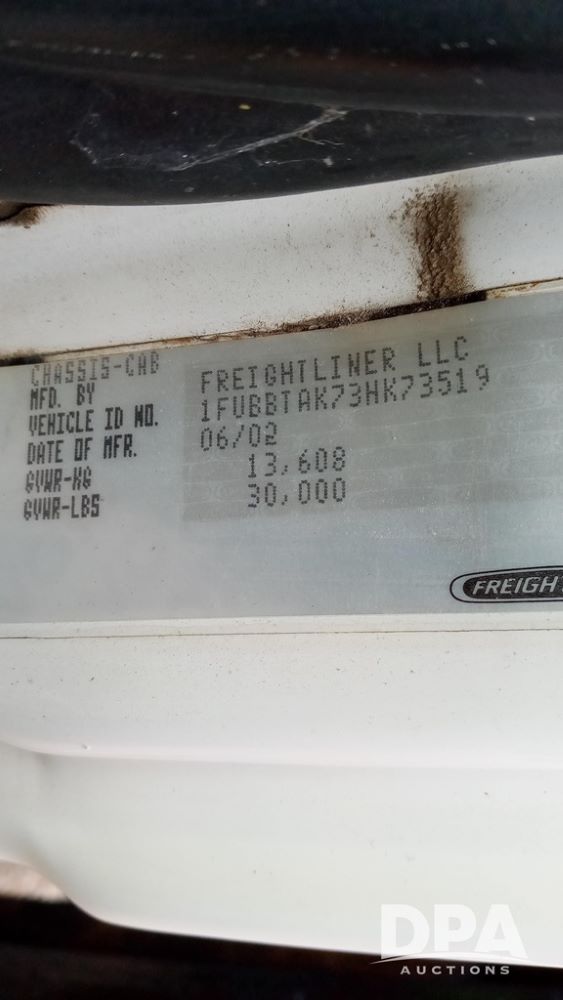 CHASSIS-CAB
MFD. BY FREIGHTLINER LLC
VEHICLE ID NO. 1FVBBTAK73HK73519
DATE OF MFR. 06/02
GVWR-KG 13,608
GVWR-LBS 30,000
FREIGH
DPA
AUCTIONS